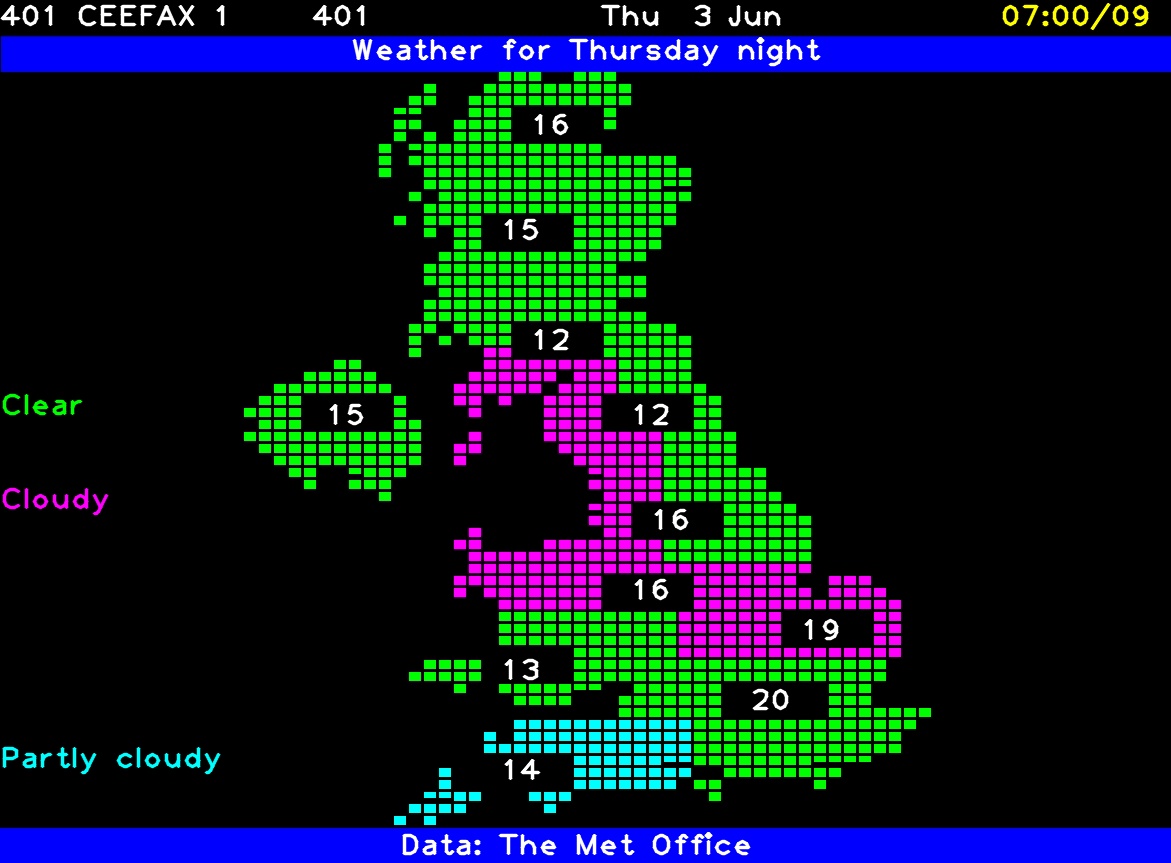 401 CEEFAX 1 401 Thu 3 Jun 07:00/09
Weather for Thursday night
16
15
12
Clear
15
12
Cloudy
16
16
19
13
20
Partly cloudy
14
Data: The Met Office